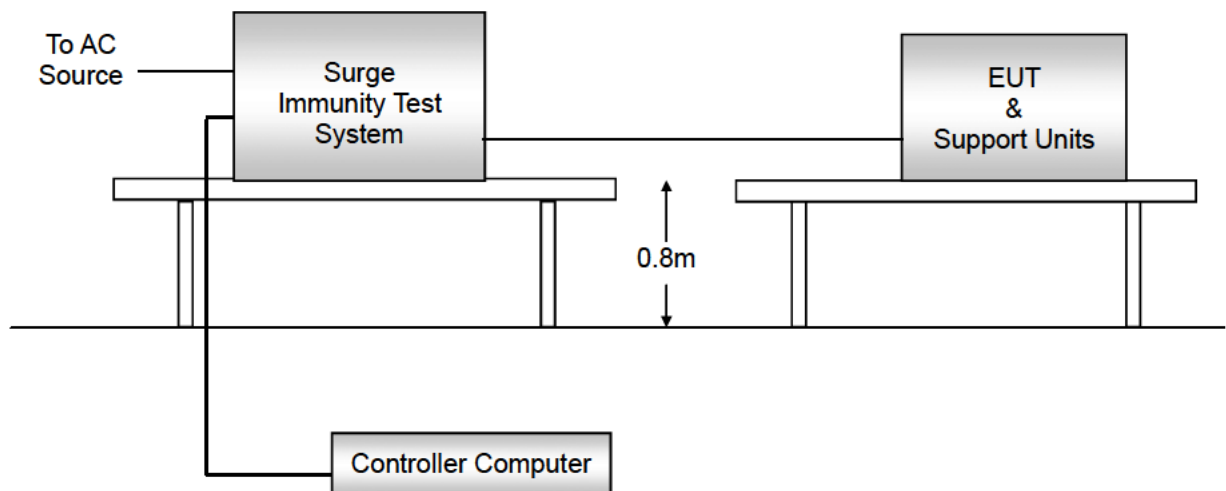 To AC
Source
Surge
Immunity Test
System
EUT
&
Support Units
0.8m
Controller Computer